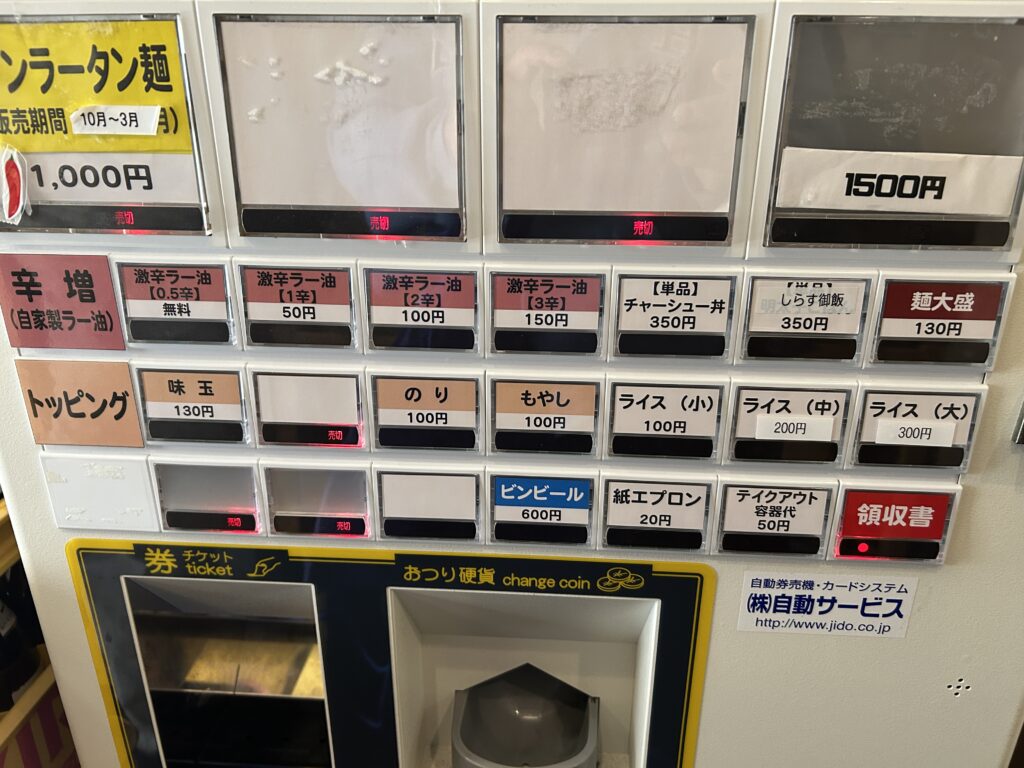 ンラータン麺
販売期間 10月～3月 月)
1,000円
売切
売切
売切
1500円
辛増
(自家製ラー油)
激辛ラー油
【0.5辛】
無料
激辛ラー油
【1辛】
50円
激辛ラー油
【2辛】
100円
激辛ラー油
【3辛】
150円
【単品】
チャーシュー丼
350円
しらす御飯
350円
麺大盛
130円
トッピング
味玉
130円
売切
のり
100円
もやし
100円
ライス（小）
100円
ライス（中）
200円
ライス（大）
300円
売切
売切
ビンビール
600円
紙エプロン
20円
テイクアウト
容器代
50円
領収書
券 チケット
ticket
おつり硬貨 change coin
自動券売機・カードシステム
㈱自動サービス
http://www.jido.co.jp